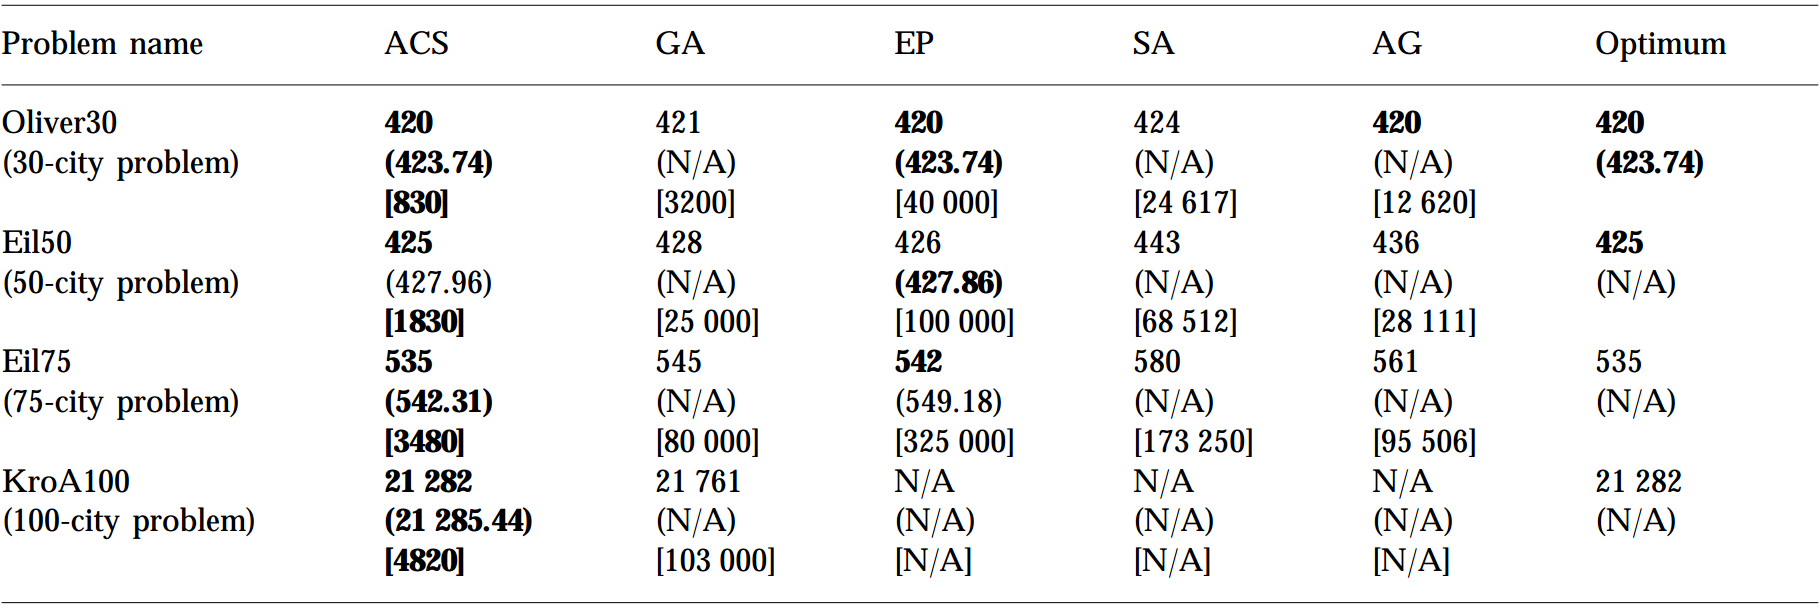 Problem name ACS GA EP SA AG Optimum
Oliver30 420 421 420 424 420 420
(30-city problem) (423.74) (N/A) (423.74) (N/A) (N/A) (423.74)
[830] [3200] [40 000] [24 617] [12 620]
Eil50 425 428 426 443 436 425
(50-city problem) (427.96) (N/A) (427.86) (N/A) (N/A) (N/A)
[1830] [25 000] [100 000] [68 512] [28 111]
Eil75 535 545 542 580 561 535
(75-city problem) (542.31) (N/A) (549.18) (N/A) (N/A) (N/A)
[3480] [80 000] [325 000] [173 250] [95 506]
KroA100 21 282 21 761 N/A N/A N/A 21 282
(100-city problem) (21 285.44) (N/A) (N/A) (N/A) (N/A) (N/A)
[4820] [103 000] [N/A] [N/A] [N/A]